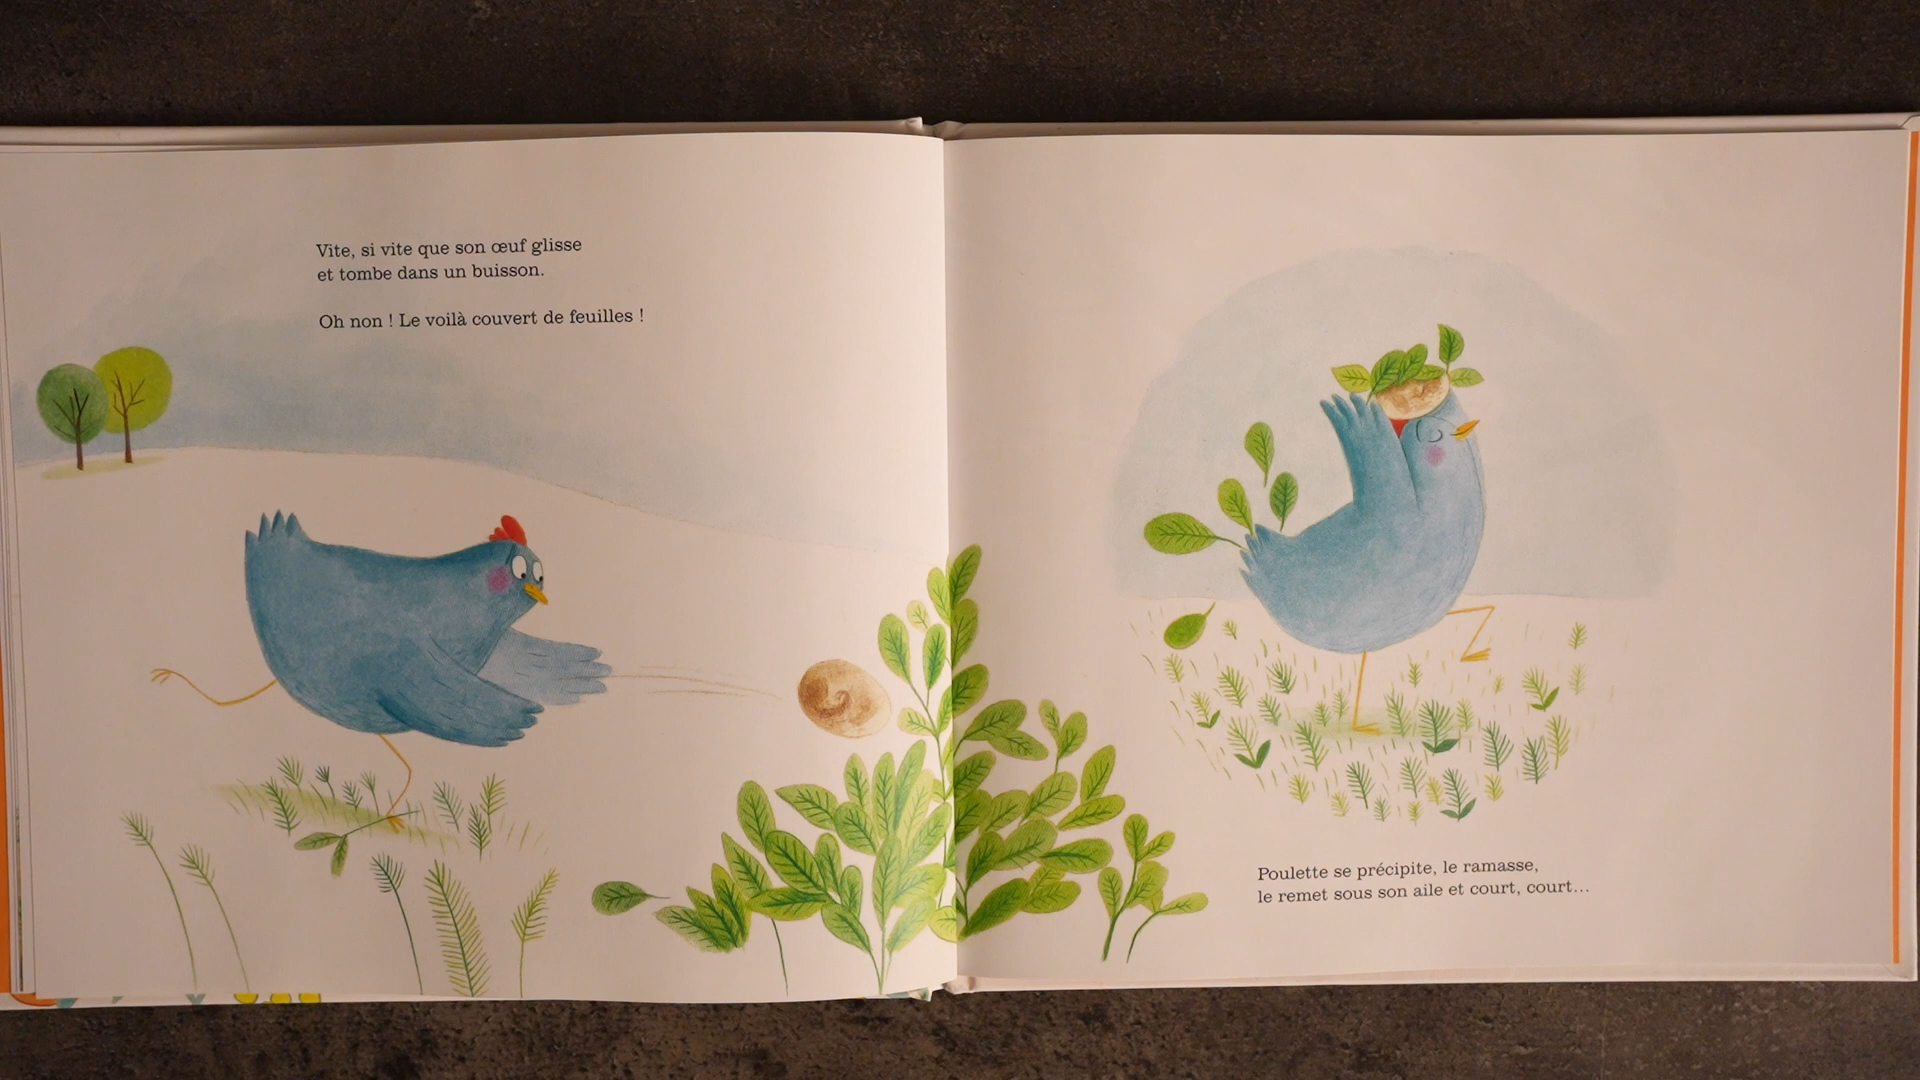 Vite, si vite que son œuf glisse
et tombe dans un buisson.
Oh non ! Le voilà couvert de feuilles !
Poulette se précipite, le ramasse,
le remet sous son aile et court, court...